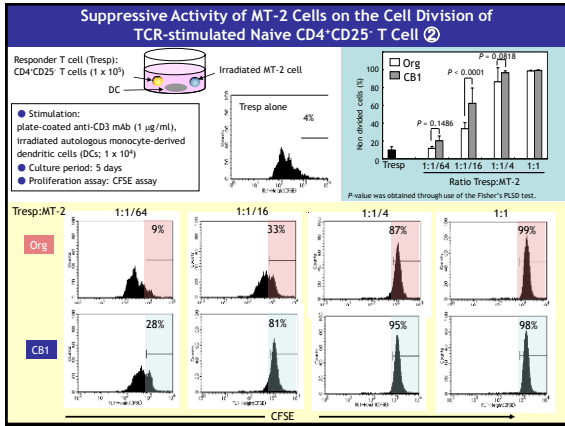 Suppressive Activity of MT-2 Cells on the Cell Division of
TCR-stimulated Naive CD4⁺CD25⁻ T Cell ②
Responder T cell (Tresp):
CD4⁺CD25⁻ T cells (1 x 10⁵)
Irradiated MT-2 cell
DC
● Stimulation:
plate-coated anti-CD3 mAb (1 μg/ml),
irradiated autologous monocyte-derived
dendritic cells (DCs; 1 x 10⁴)
● Culture period: 5 days
● Proliferation assay: CFSE assay
Tresp alone
4%
Counts
FL1-Height(CFSE)
Non divided cells (%)
100
80
60
40
20
0
Org
CB1
P = 0.1486
P < 0.0001
P = 0.0818
Tresp 1:1/64 1:1/16 1:1/4 1:1
Ratio Tresp:MT-2
P-value was obtained through use of the Fisher's PLSD test.
Tresp:MT-2 1:1/64 1:1/16 1:1/4 1:1
Org
9% 33% 87% 99%
CB1
28% 81% 95% 98%
CFSE